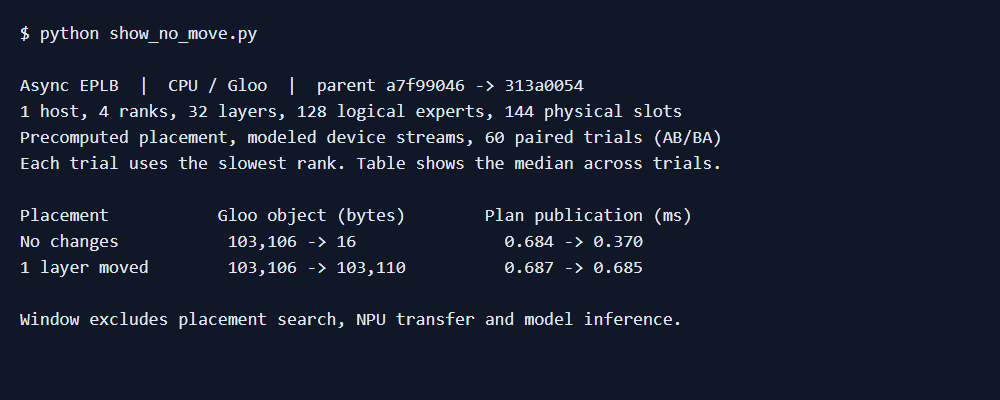 $ python show_no_move.py
Async EPLB | CPU / Gloo | parent a7f99046 -> 313a0054
1 host, 4 ranks, 32 layers, 128 logical experts, 144 physical slots
Precomputed placement, modeled device streams, 60 paired trials (AB/BA)
Each trial uses the slowest rank. Table shows the median across trials.
Placement Gloo object (bytes) Plan publication (ms)
No changes 103,106 -> 16 0.684 -> 0.370
1 layer moved 103,106 -> 103,110 0.687 -> 0.685
Window excludes placement search, NPU transfer and model inference.